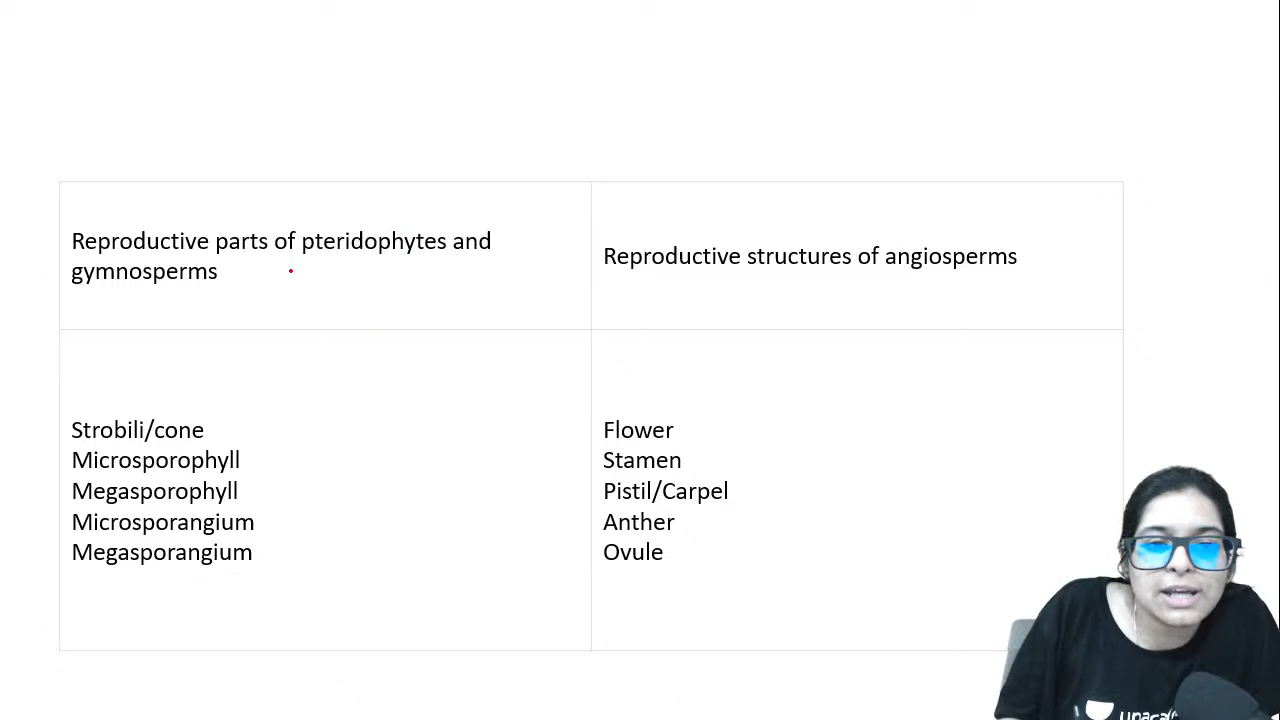 Reproductive parts of pteridophytes and
gymnosperms
Reproductive structures of angiosperms
Strobili/cone
Microsporophyll
Megasporophyll
Microsporangium
Megasporangium
Flower
Stamen
Pistil/Carpel
Anther
Ovule